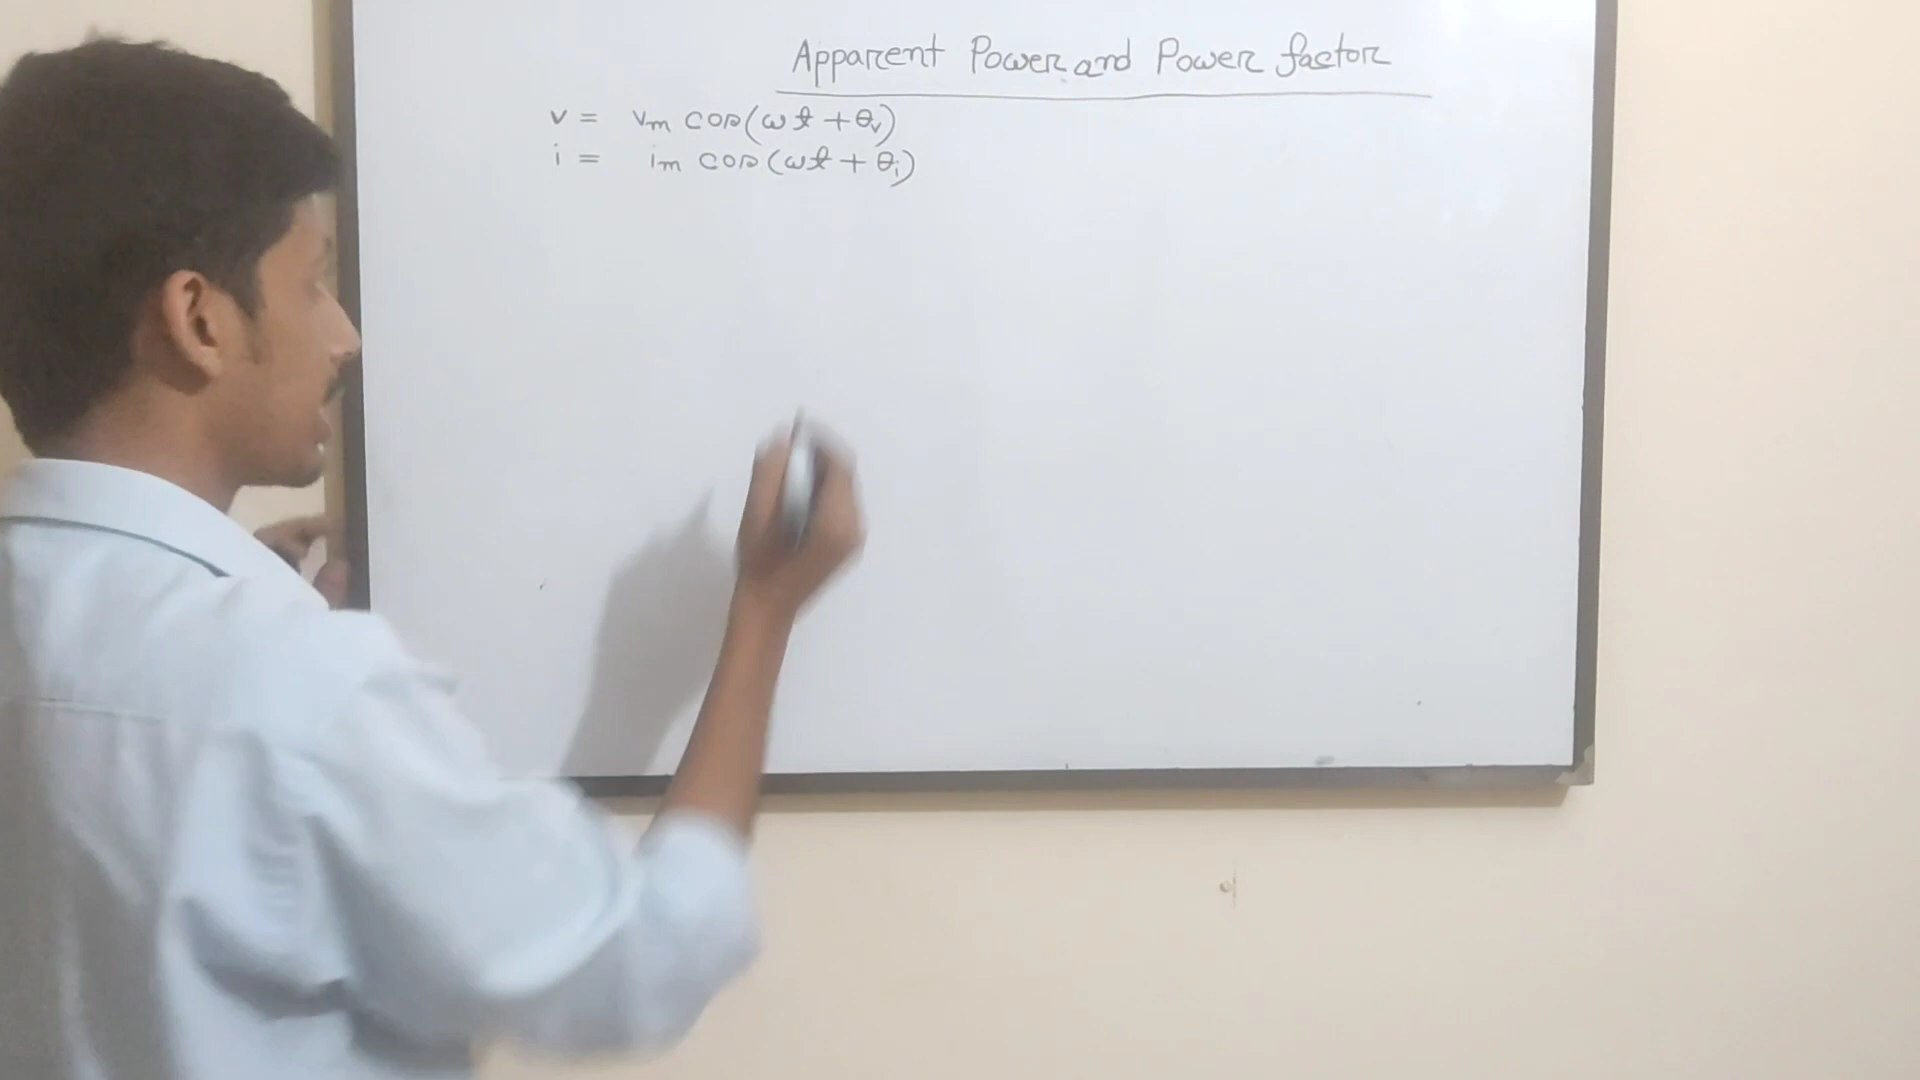 Apparent Power and Power factor
v = vm cos(ωt + θv)
i = im cos(ωt + θi)